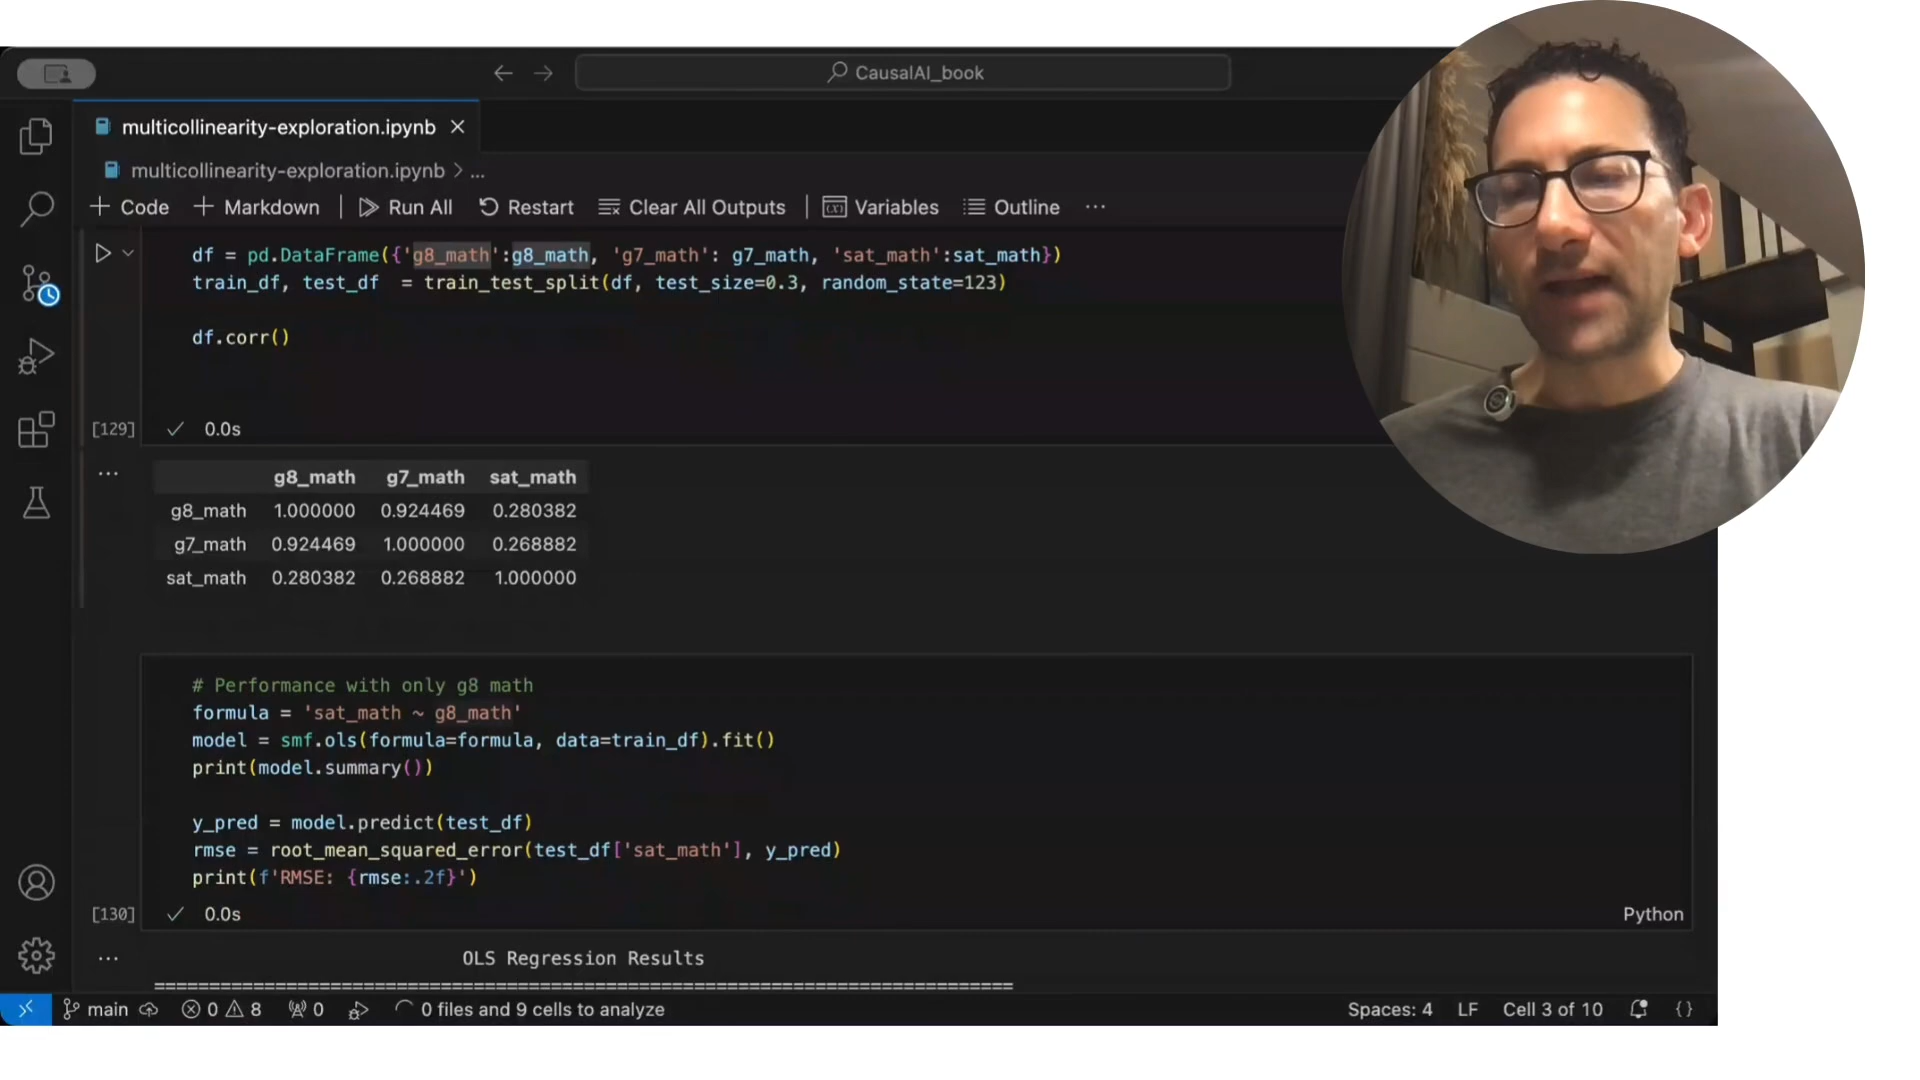 CausalAI_book
multicollinearity-exploration.ipynb
multicollinearity-exploration.ipynb > ...
Code Markdown Run All Restart Clear All Outputs Variables Outline ...
df = pd.DataFrame({'g8_math':g8_math, 'g7_math': g7_math, 'sat_math':sat_math})
train_df, test_df  = train_test_split(df, test_size=0.3, random_state=123)
df.corr()
[129] 0.0s
g8_math g7_math sat_math
g8_math 1.000000 0.924469 0.280382
g7_math 0.924469 1.000000 0.268882
sat_math 0.280382 0.268882 1.000000
# Performance with only g8 math
formula = 'sat_math ~ g8_math'
model = smf.ols(formula=formula, data=train_df).fit()
print(model.summary())
y_pred = model.predict(test_df)
rmse = root_mean_squared_error(test_df['sat_math'], y_pred)
print(f'RMSE: {rmse:.2f}')
[130] 0.0s Python
OLS Regression Results
==============================================================================
main 0 8 0 0 files and 9 cells to analyze Spaces: 4 LF Cell 3 of 10 {}